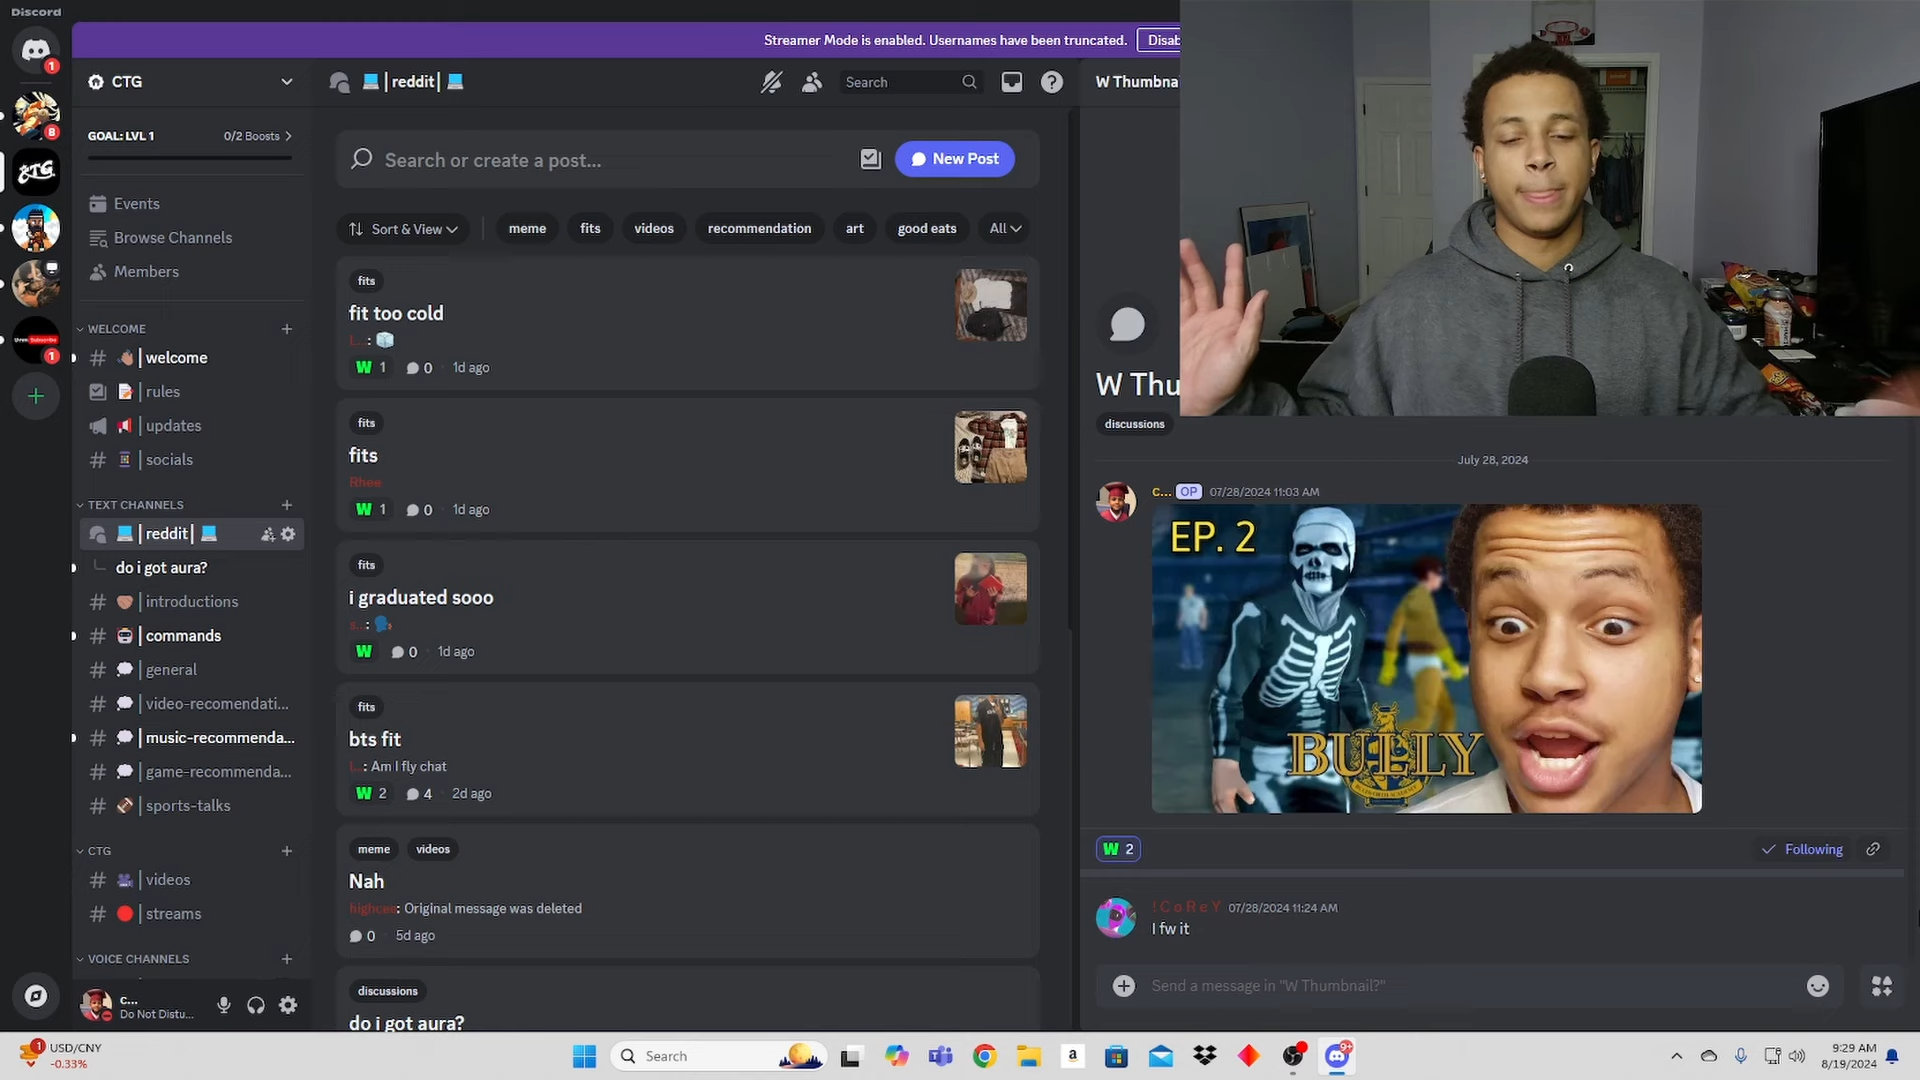 Discord
Streamer Mode is enabled. Usernames have been truncated.
Disab
1
8
1
CTG
GOAL: LVL 1
0/2 Boosts
Events
Browse Channels
Members
WELCOME
welcome
rules
updates
socials
TEXT CHANNELS
| reddit |
do i got aura?
introductions
commands
general
video-recomendati...
music-recommenda...
game-recommenda...
sports-talks
CTG
videos
streams
VOICE CHANNELS
C...
Do Not Distu...
| reddit |
Search
Search or create a post...
New Post
Sort & View
meme
fits
videos
recommendation
art
good eats
All
fits
fit too cold
W 1
0
1d ago
fits
fits
Rhee
W 1
0
1d ago
fits
i graduated sooo
s...:
W
0
1d ago
fits
bts fit
: Am I fly chat
W 2
4
2d ago
meme
videos
Nah
: Original message was deleted
0
5d ago
discussions
do i got aura?
W Thumbnai
W Thu
discussions
July 28, 2024
C...
OP
07/28/2024 11:03 AM
EP. 2
BULLY
W 2
Following
! C o R e Y
07/28/2024 11:24 AM
I fw it
Send a message in "W Thumbnail?"
1
USD/CNY
-0.33%
Search
a
9+
9:29 AM
8/19/2024